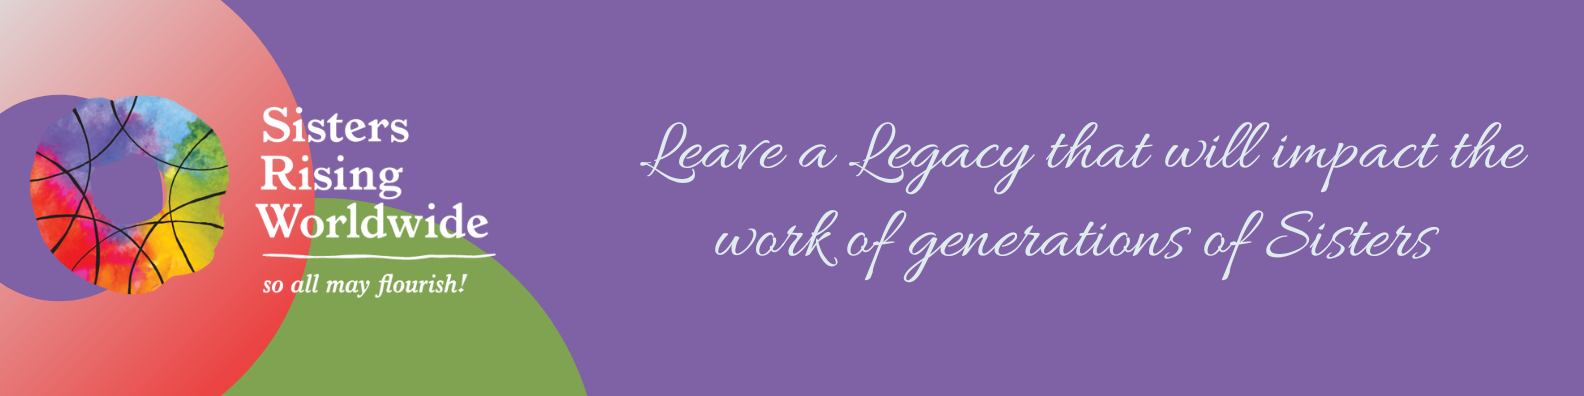 Sisters
Rising
Worldwide
so all may flourish!
Leave a Legacy that will impact the
work of generations of Sisters